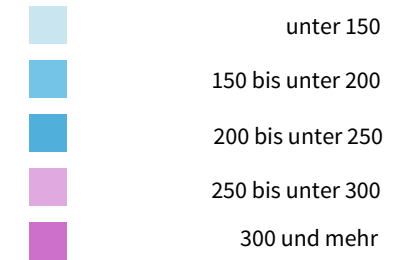 unter 150
150 bis unter 200
200 bis unter 250
250 bis unter 300
300 und mehr